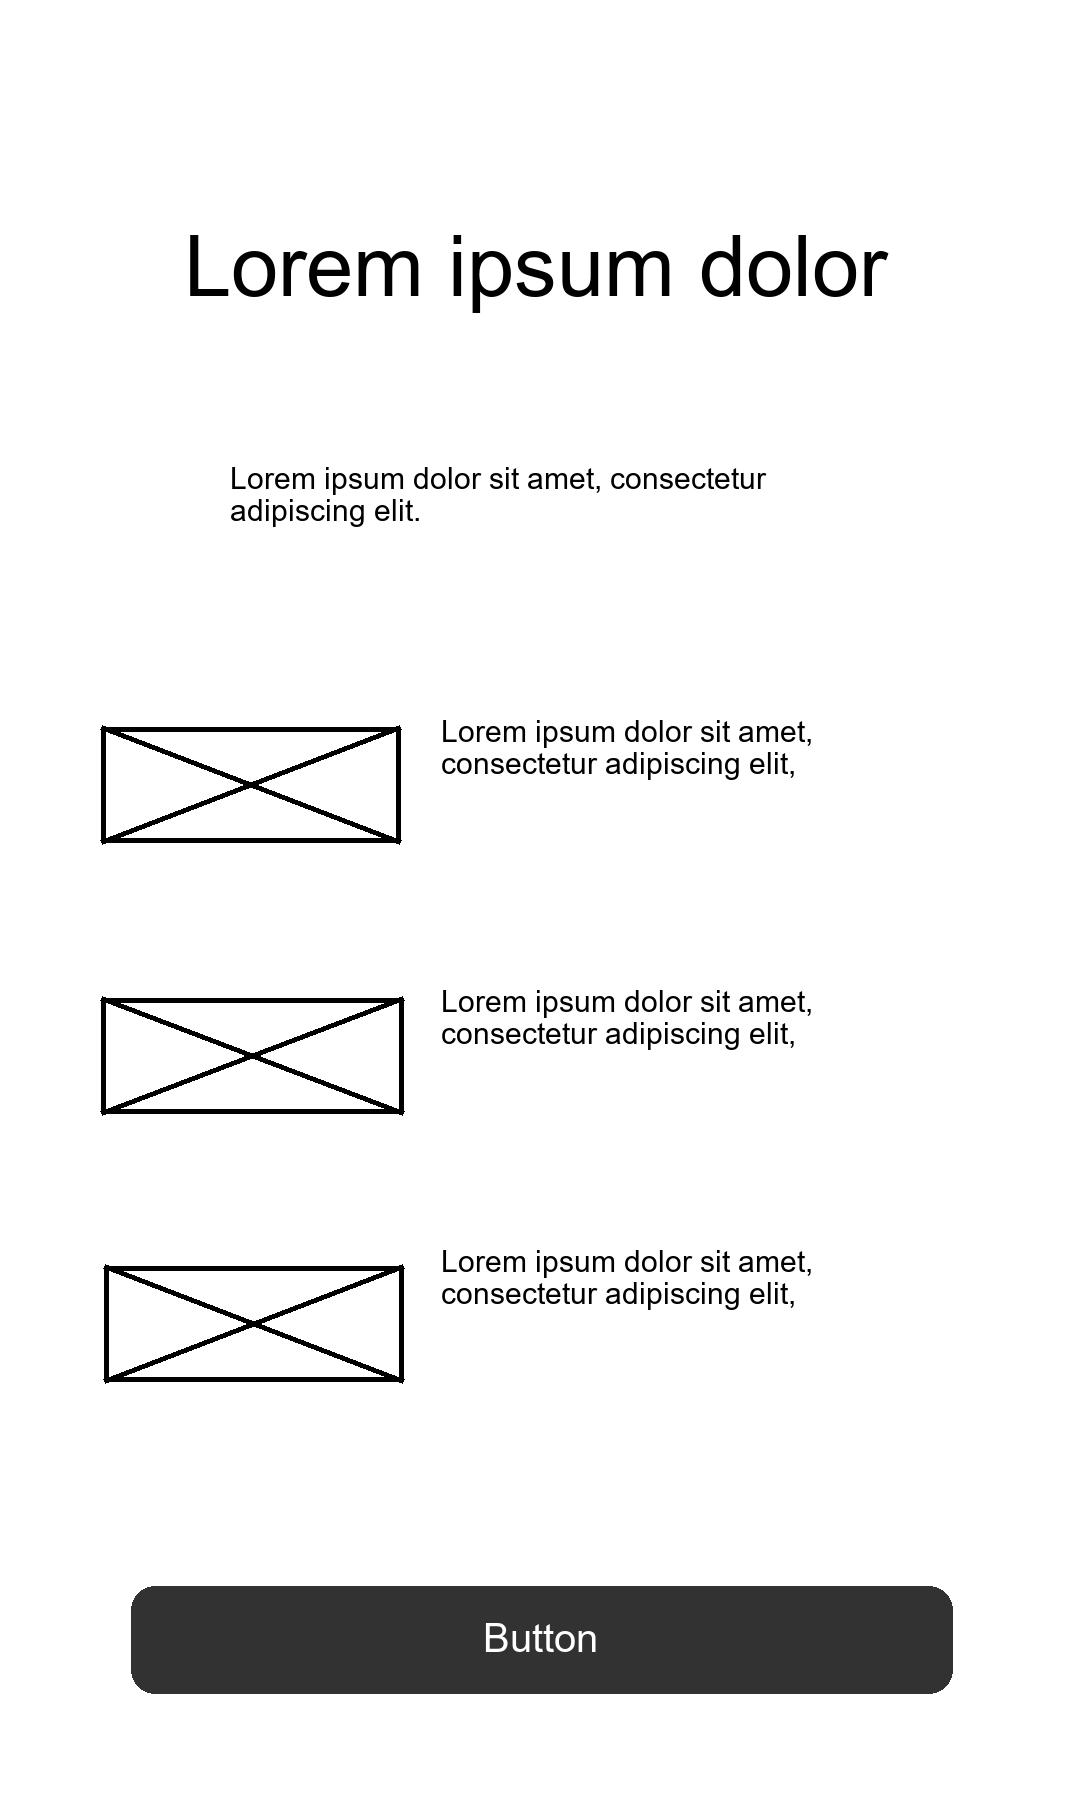 Lorem ipsum dolor
Lorem ipsum dolor sit amet, consectetur
adipiscing elit.
Lorem ipsum dolor sit amet,
consectetur adipiscing elit,
Lorem ipsum dolor sit amet,
consectetur adipiscing elit,
Lorem ipsum dolor sit amet,
consectetur adipiscing elit,
Button